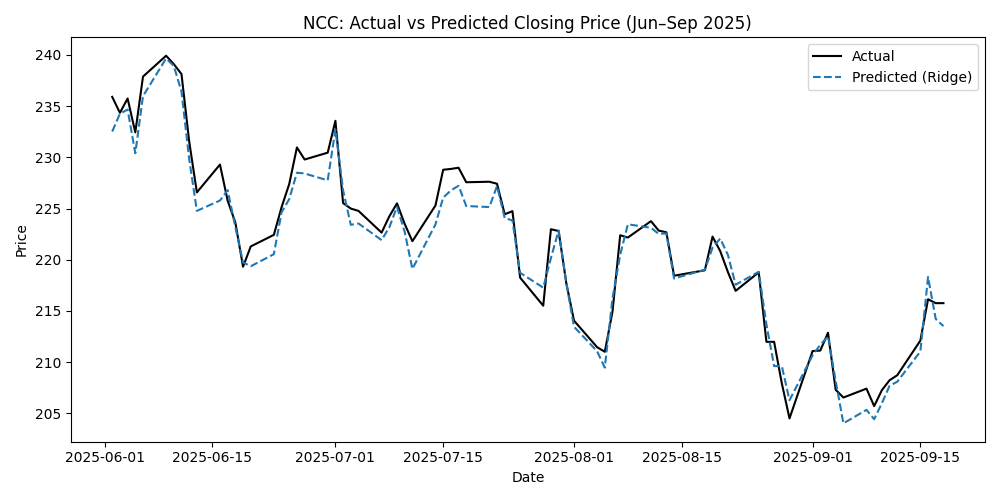 NCC: Actual vs Predicted Closing Price (Jun–Sep 2025)
Actual
Predicted (Ridge)
Price
240
235
230
225
220
215
210
205
2025-06-01 2025-06-15 2025-07-01 2025-07-15 2025-08-01 2025-08-15 2025-09-01 2025-09-15
Date